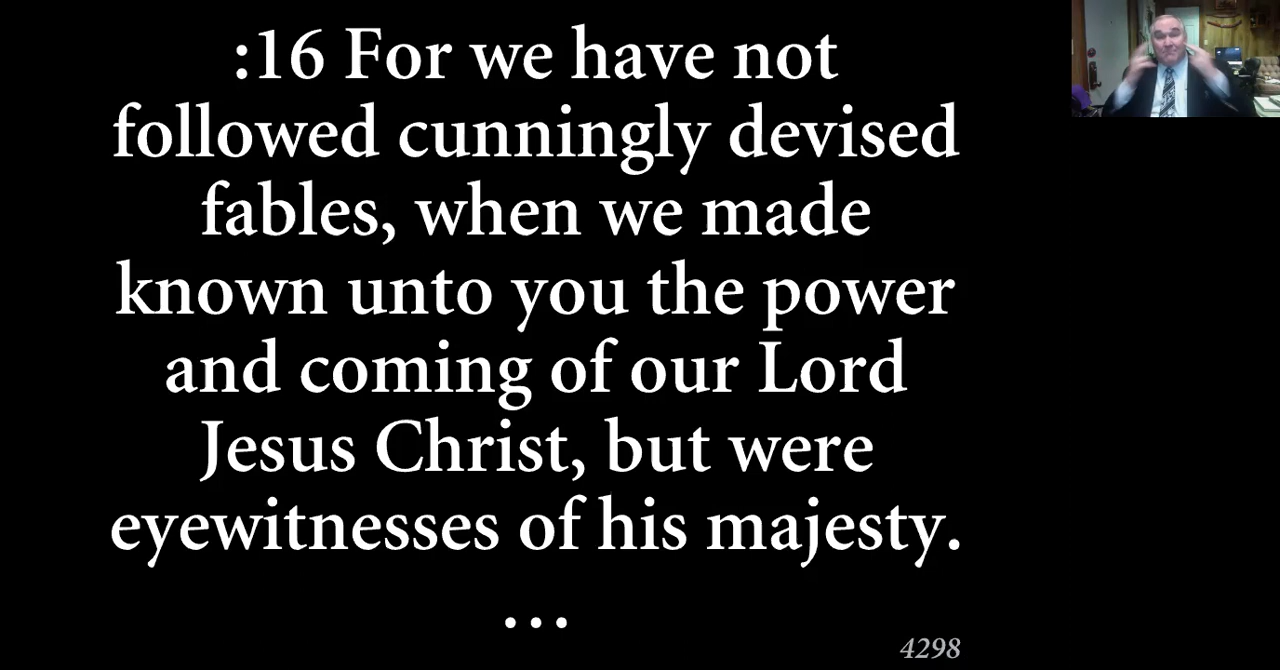 :16 For we have not
followed cunningly devised
fables, when we made
known unto you the power
and coming of our Lord
Jesus Christ, but were
eyewitnesses of his majesty.
...
4298